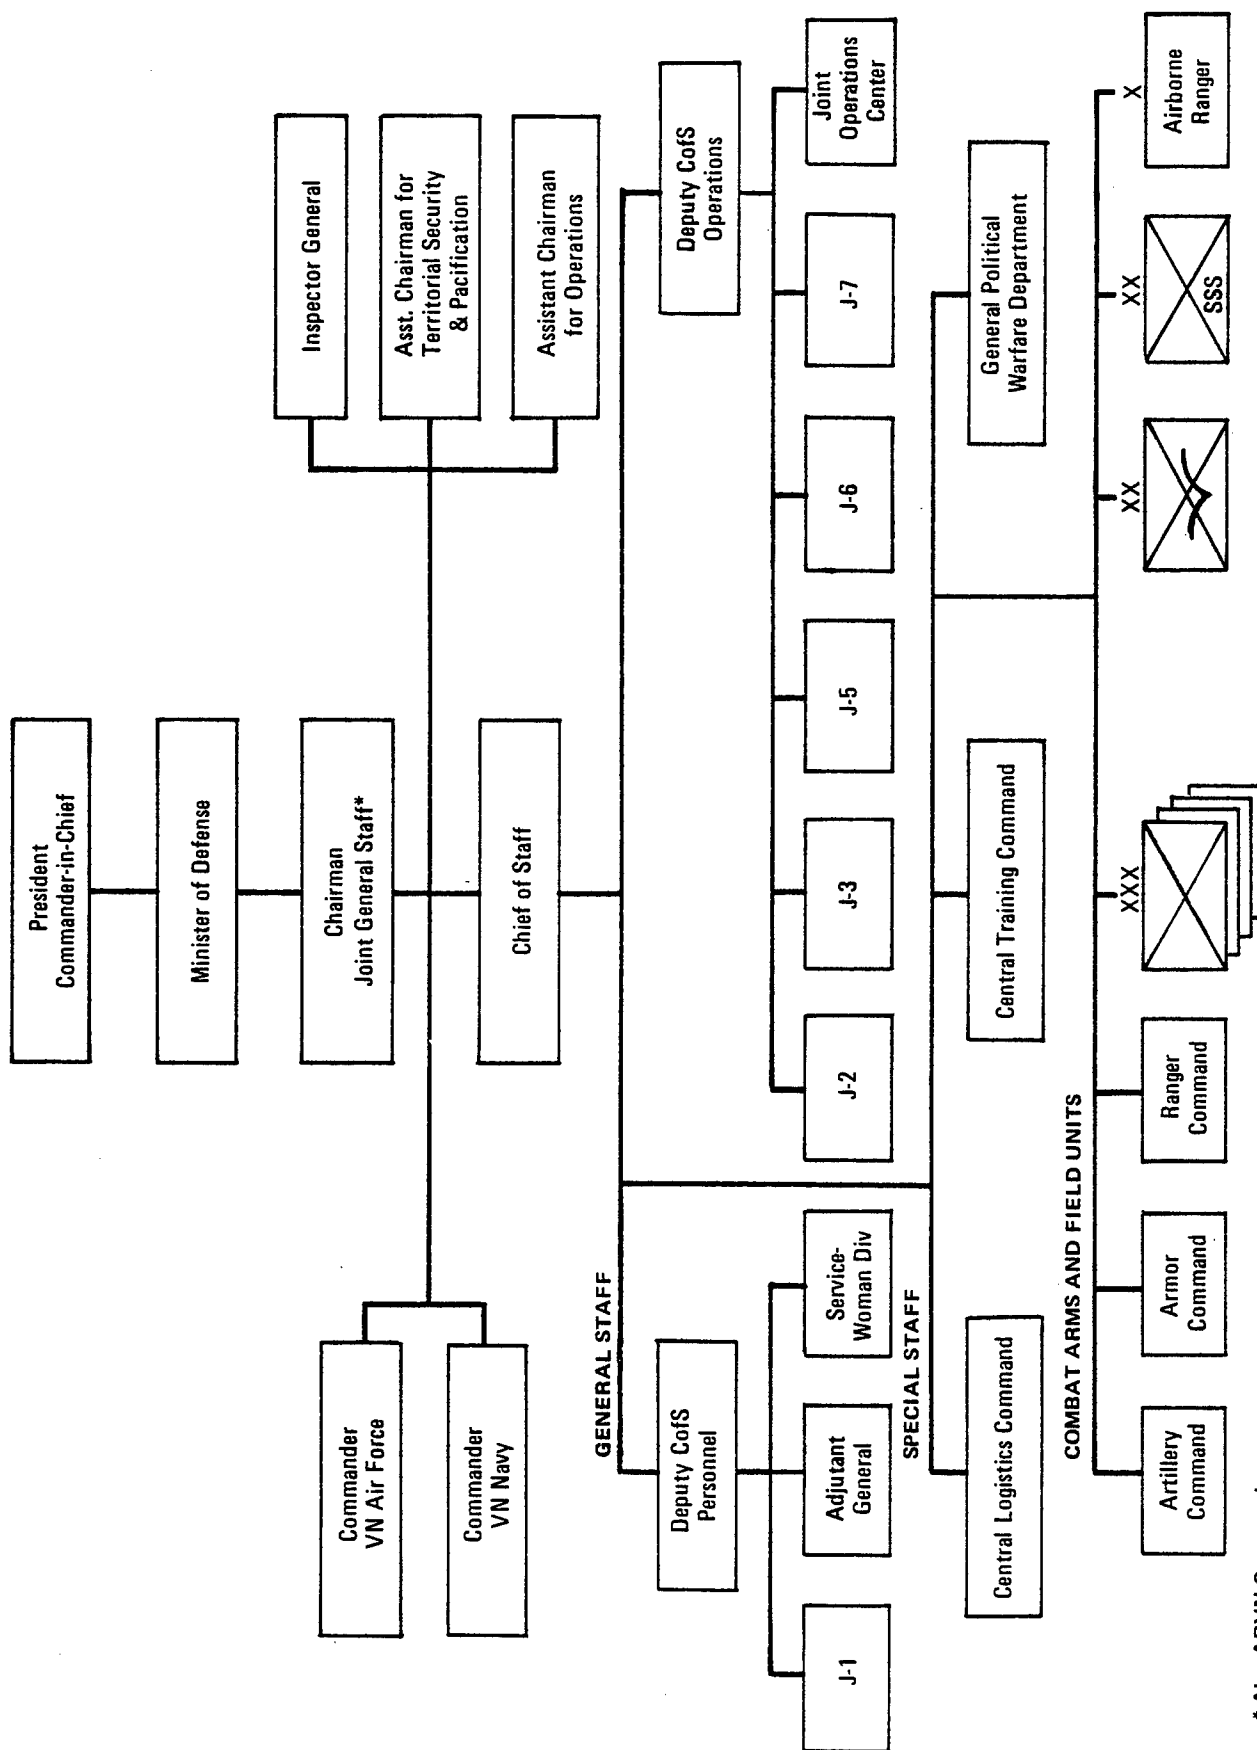 President
Commander-in-Chief
Minister of Defense
Chairman
Joint General Staff*
Commander
VN Air Force
Commander
VN Navy
Inspector General
Asst. Chairman for
Territorial Security
& Pacification
Assistant Chairman
for Operations
Chief of Staff
GENERAL STAFF
Deputy CofS
Personnel
Deputy CofS
Operations
J-1
Adjutant
General
Service-
Woman Div
J-2
J-3
J-5
J-6
J-7
Joint
Operations
Center
SPECIAL STAFF
Central Logistics Command
Central Training Command
General Political
Warfare Department
COMBAT ARMS AND FIELD UNITS
Artillery
Command
Armor
Command
Ranger
Command
XXX
XX
XX
SSS
X
Airborne
Ranger